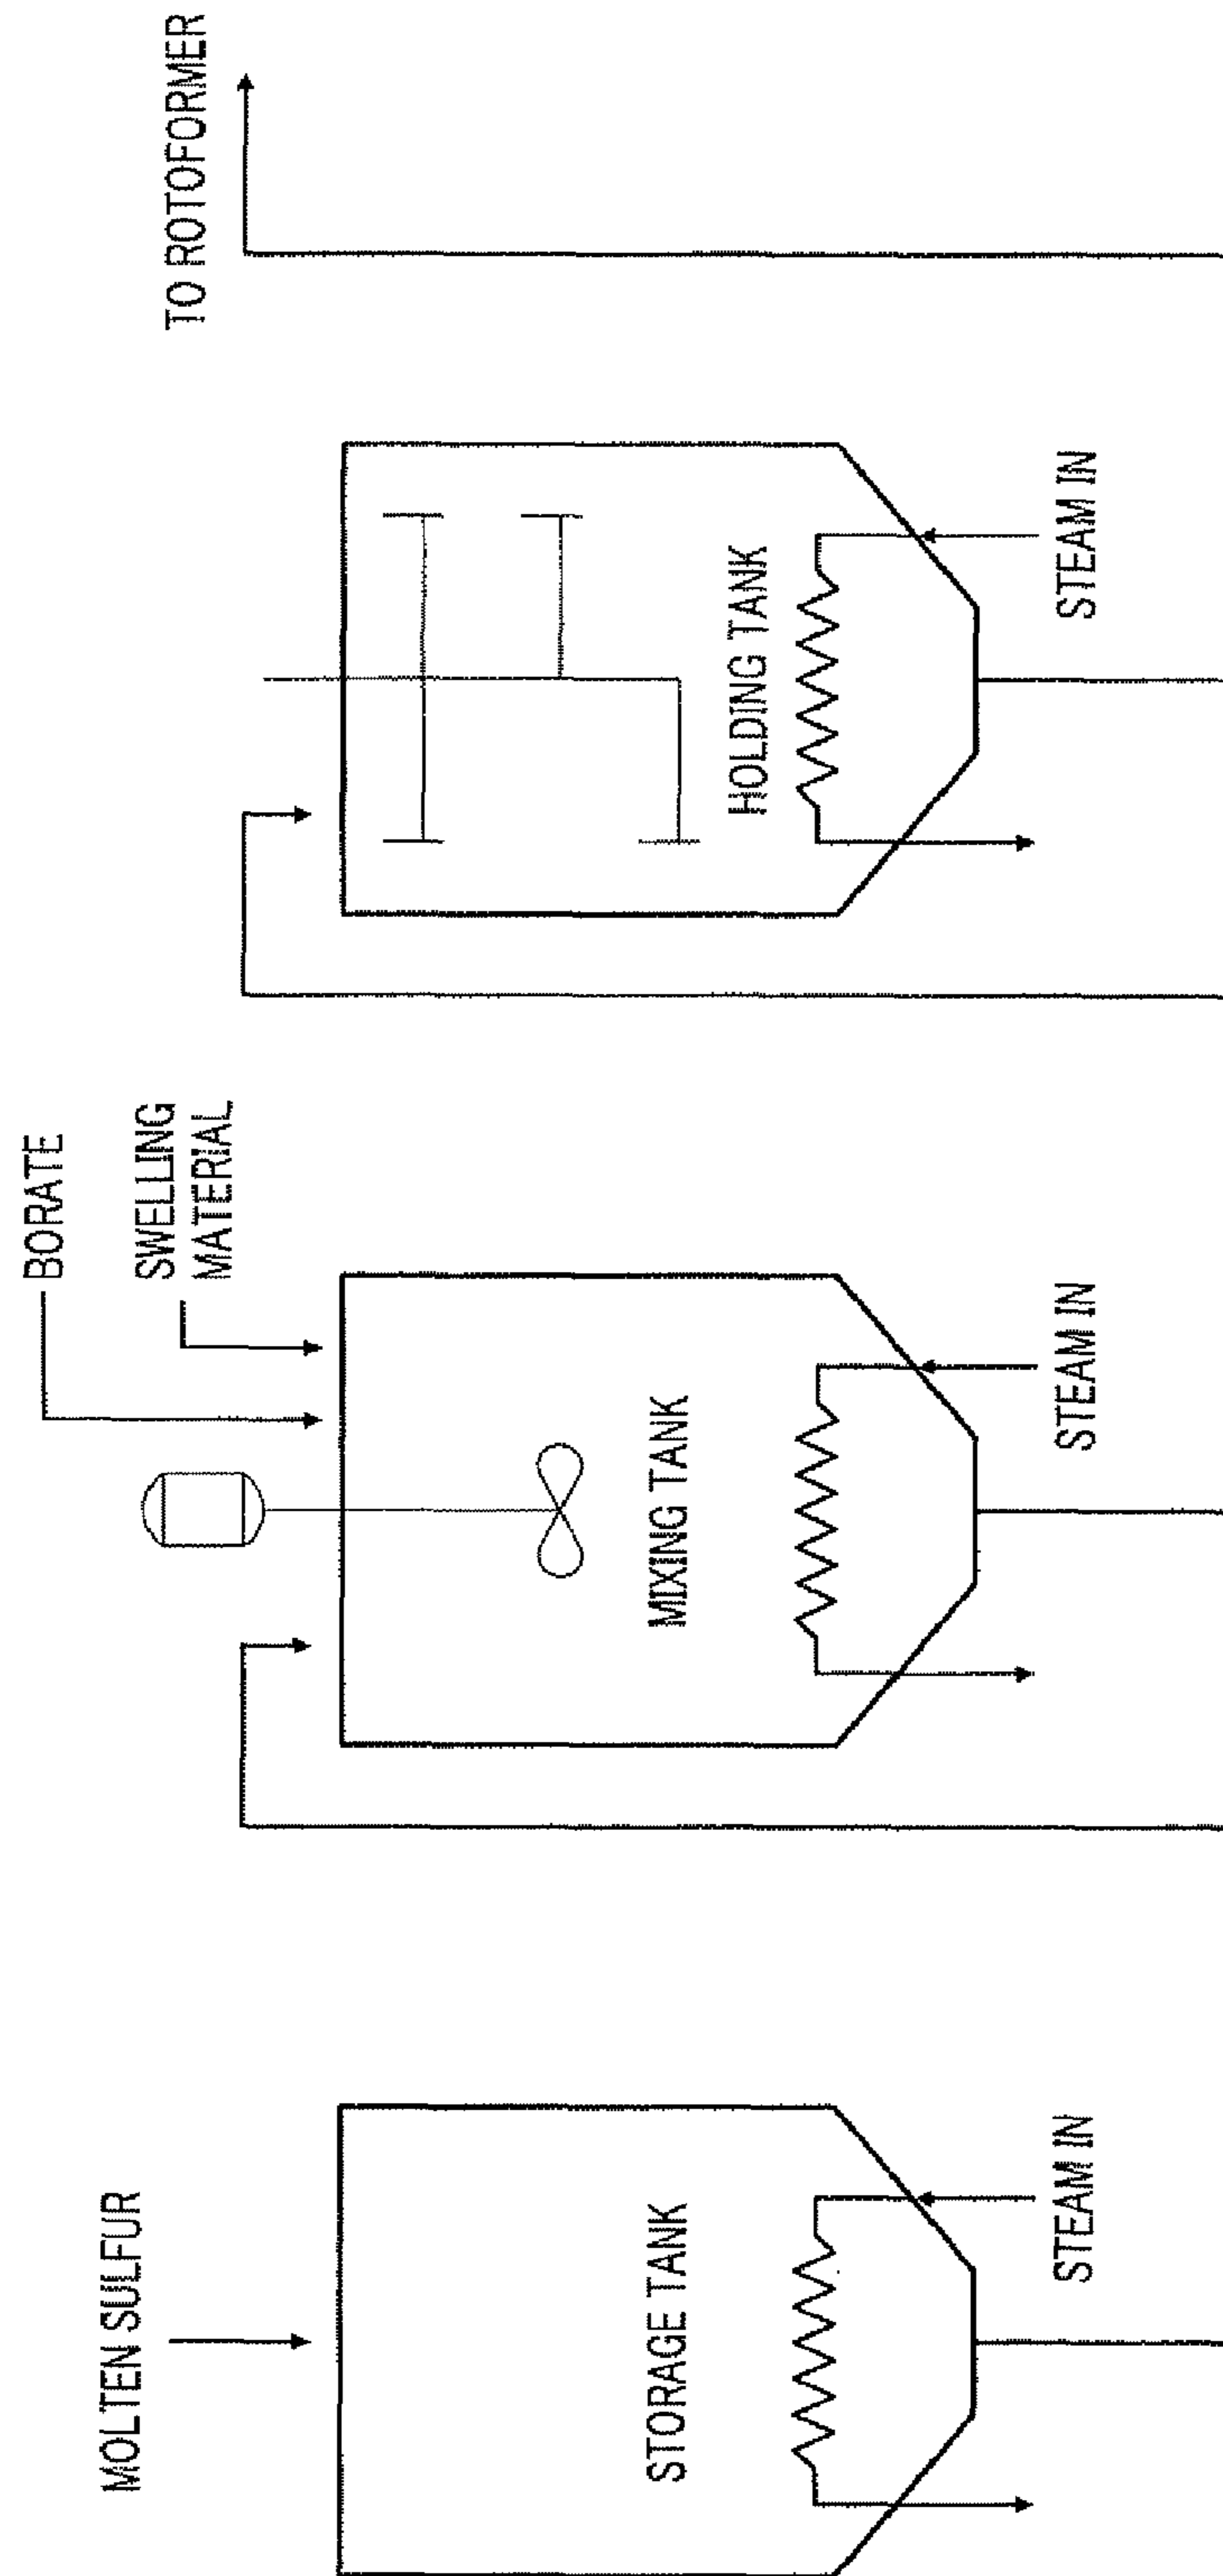 MOLTEN SULFUR
STORAGE TANK
STEAM IN
BORATE
SWELLING
MATERIAL
MIXING TANK
STEAM IN
HOLDING TANK
STEAM IN
TO ROTOFORMER